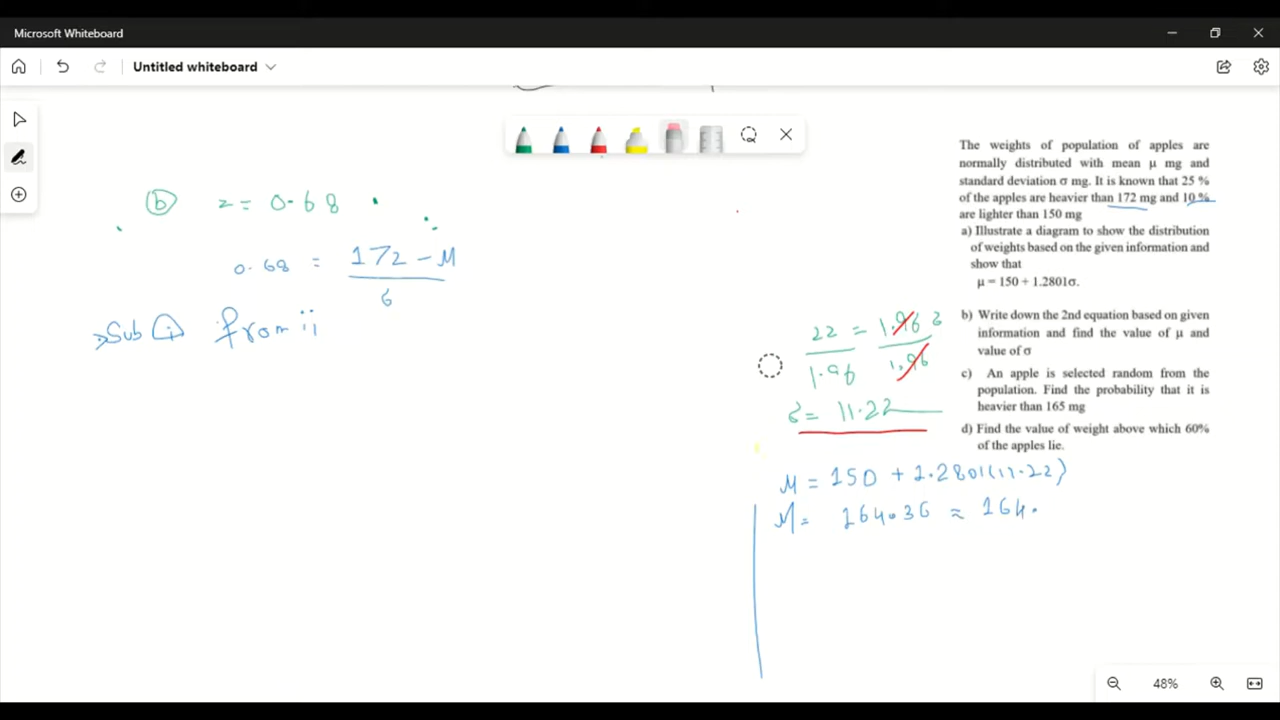 Microsoft Whiteboard
Untitled whiteboard
(b) z = 0.68
0.68 = 172 - M
6
Sub (i) from ii
22 = 1.96 6
1.96 1.96
6 = 11.22
M = 150 + 1.2801(11.22)
M = 164.36 ≈ 164.
The weights of population of apples are
normally distributed with mean μ mg and
standard deviation σ mg. It is known that 25 %
of the apples are heavier than 172 mg and 10 %
are lighter than 150 mg
a) Illustrate a diagram to show the distribution
of weights based on the given information and
show that
μ = 150 + 1.2801σ.
b) Write down the 2nd equation based on given
information and find the value of μ and
value of σ
c) An apple is selected random from the
population. Find the probability that it is
heavier than 165 mg
d) Find the value of weight above which 60%
of the apples lie.
48%